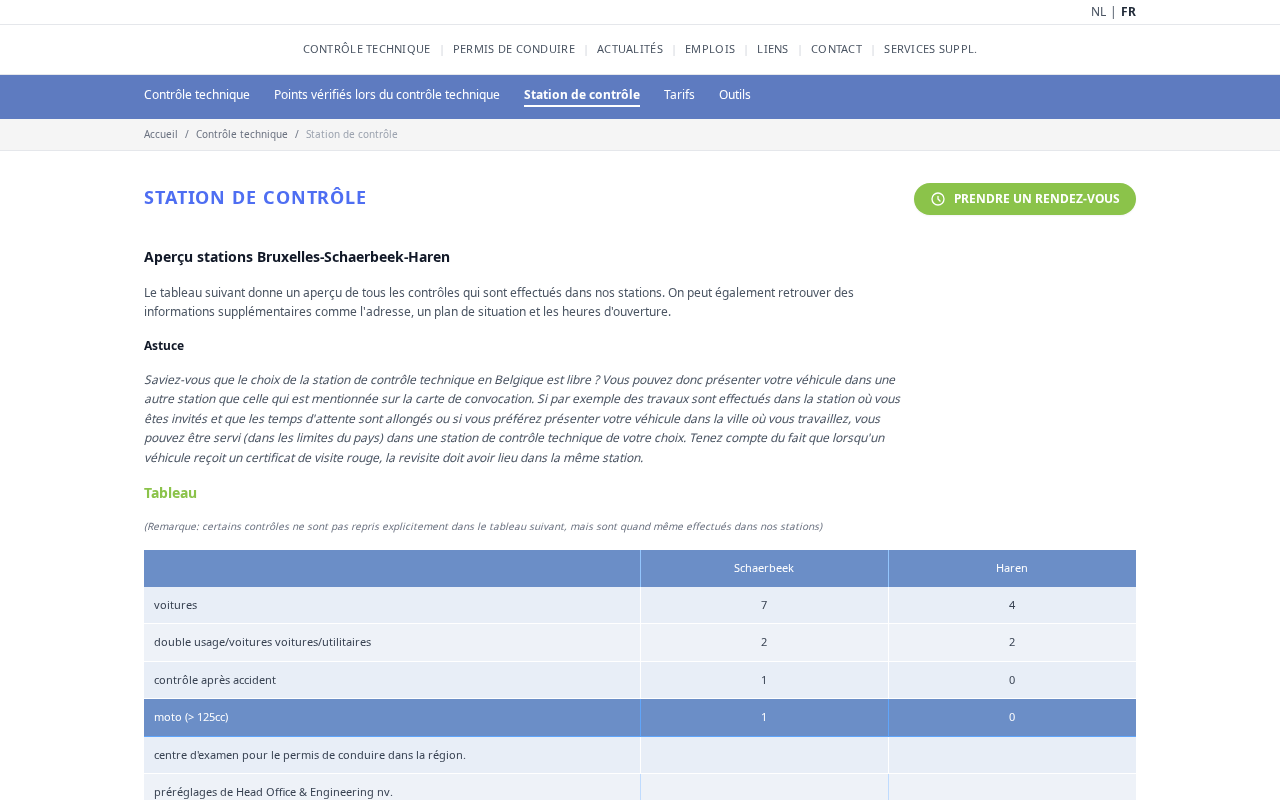 NL | FR
CONTRÔLE TECHNIQUE | PERMIS DE CONDUIRE | ACTUALITÉS | EMPLOIS | LIENS | CONTACT | SERVICES SUPPL.
Contrôle technique Points vérifiés lors du contrôle technique Station de contrôle Tarifs Outils
Accueil / Contrôle technique / Station de contrôle
STATION DE CONTRÔLE
PRENDRE UN RENDEZ-VOUS
Aperçu stations Bruxelles-Schaerbeek-Haren
Le tableau suivant donne un aperçu de tous les contrôles qui sont effectués dans nos stations. On peut également retrouver des
informations supplémentaires comme l'adresse, un plan de situation et les heures d'ouverture.
Astuce
Saviez-vous que le choix de la station de contrôle technique en Belgique est libre ? Vous pouvez donc présenter votre véhicule dans une
autre station que celle qui est mentionnée sur la carte de convocation. Si par exemple des travaux sont effectués dans la station où vous
êtes invités et que les temps d'attente sont allongés ou si vous préférez présenter votre véhicule dans la ville où vous travaillez, vous
pouvez être servi (dans les limites du pays) dans une station de contrôle technique de votre choix. Tenez compte du fait que lorsqu'un
véhicule reçoit un certificat de visite rouge, la revisite doit avoir lieu dans la même station.
Tableau
(Remarque: certains contrôles ne sont pas repris explicitement dans le tableau suivant, mais sont quand même effectués dans nos stations)
Schaerbeek Haren
voitures 7 4
double usage/voitures voitures/utilitaires 2 2
contrôle après accident 1 0
moto (> 125cc) 1 0
centre d'examen pour le permis de conduire dans la région.
préréglages de Head Office & Engineering nv.